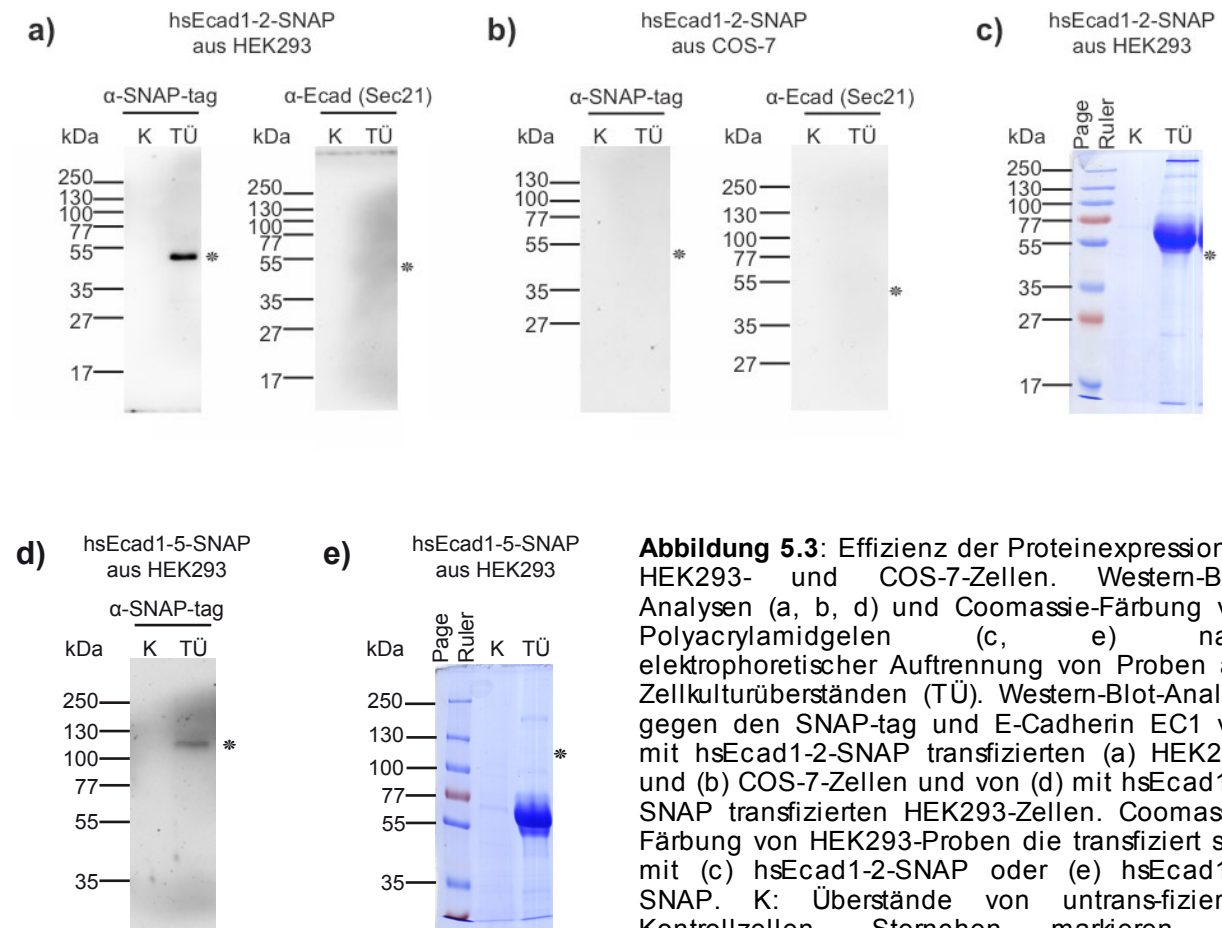 a)
hsEcad1-2-SNAP
aus HEK293
α-SNAP-tag
kDa K TÜ
250
130
100
77
55 *
35
27
17
α-Ecad (Sec21)
kDa K TÜ
250
130
100
77
55 *
35
27
17
b)
hsEcad1-2-SNAP
aus COS-7
α-SNAP-tag
kDa K TÜ
130
100
77
55 *
35
27
α-Ecad (Sec21)
kDa K TÜ
250
130
100
77
55 *
35
27
c)
hsEcad1-2-SNAP
aus HEK293
kDa Page Ruler K TÜ
250
130
100
77
55 *
35
27
17
d)
hsEcad1-5-SNAP
aus HEK293
α-SNAP-tag
kDa K TÜ
250
130 *
100
77
55
35
e)
hsEcad1-5-SNAP
aus HEK293
kDa Page Ruler K TÜ
250
130 *
100
77
55
35
Abbildung 5.3: Effizienz der Proteinexpression
HEK293- und COS-7-Zellen. Western-B
Analysen (a, b, d) und Coomassie-Färbung v
Polyacrylamidgelen (c, e) na
elektrophoretischer Auftrennung von Proben a
Zellkulturüberständen (TÜ). Western-Blot-Anal
gegen den SNAP-tag und E-Cadherin EC1 v
mit hsEcad1-2-SNAP transfizierten (a) HEK2
und (b) COS-7-Zellen und von (d) mit hsEcad1
SNAP transfizierten HEK293-Zellen. Coomas
Färbung von HEK293-Proben die transfiziert s
mit (c) hsEcad1-2-SNAP oder (e) hsEcad1
SNAP. K: Überstände von untrans-fizier
Kontrollzellen. Sternchen markieren